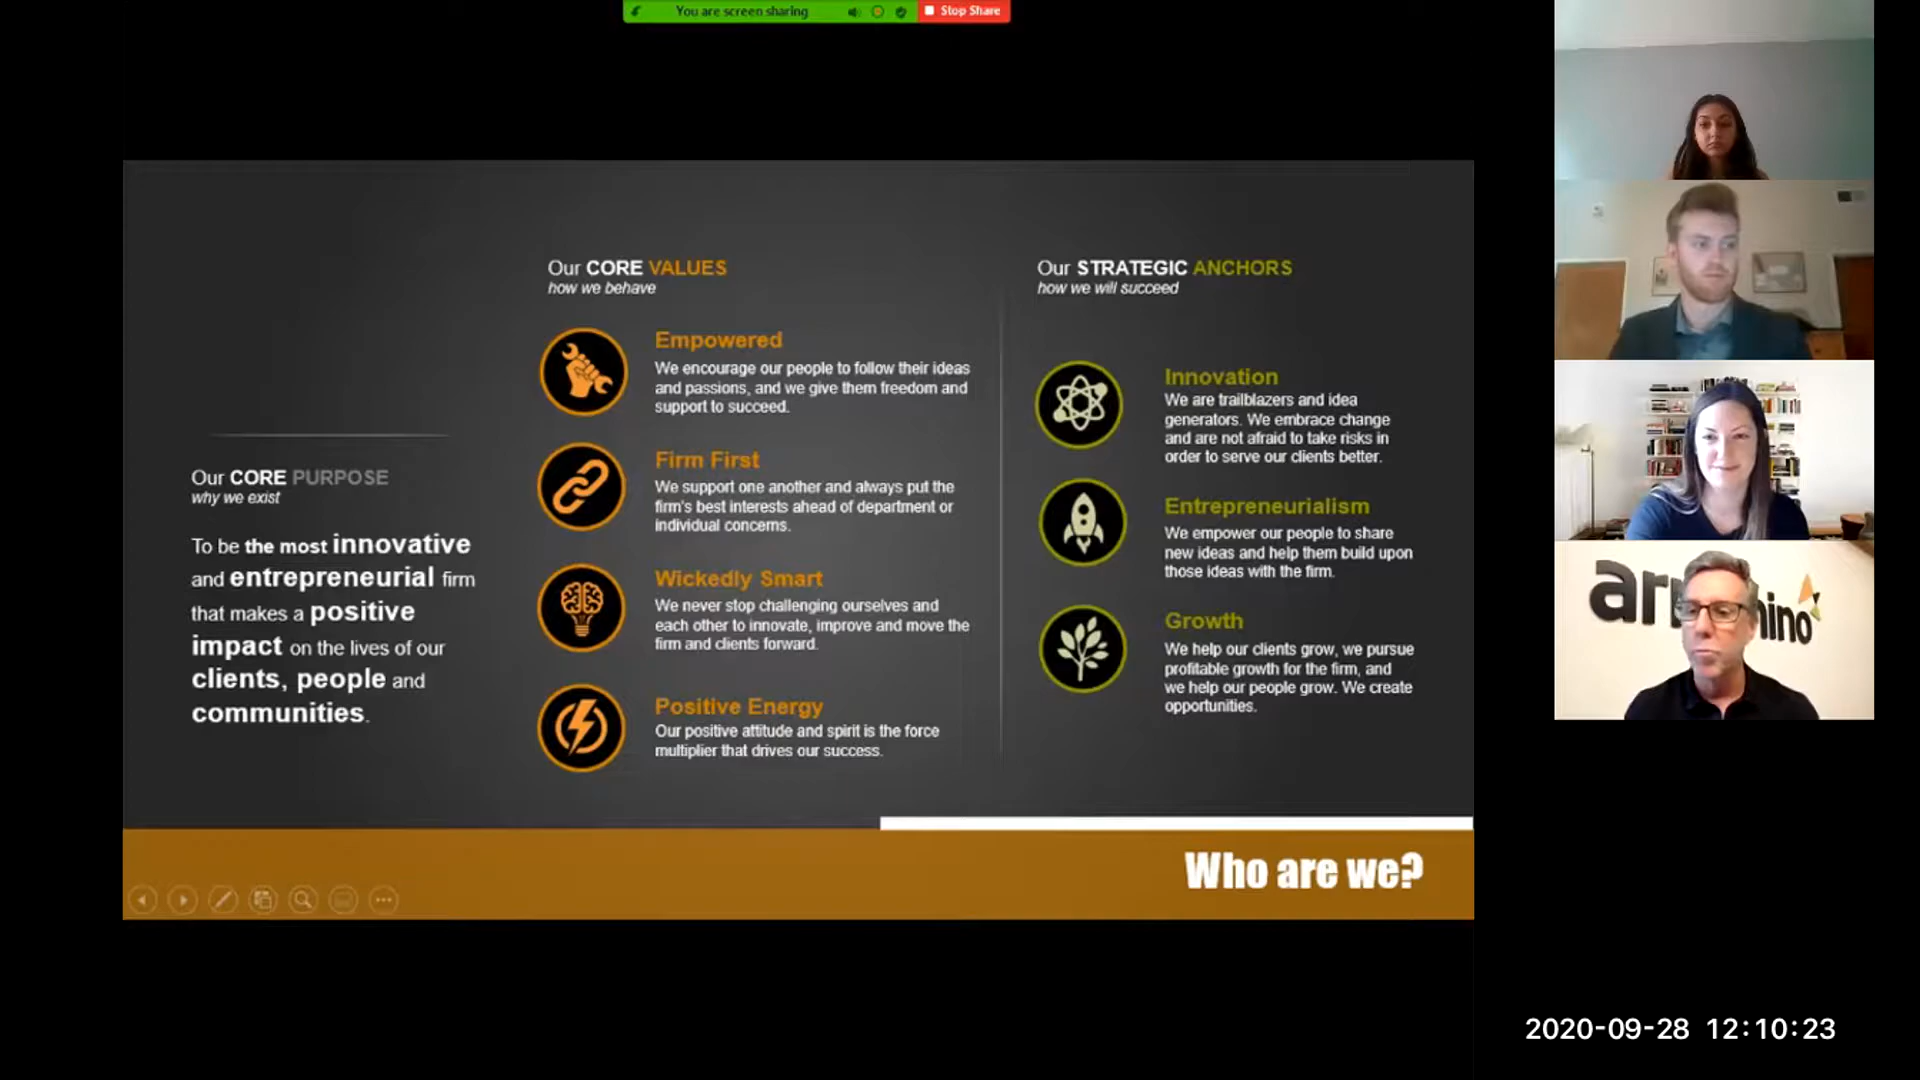 You are screen sharing
Stop Share
Our CORE PURPOSE
why we exist
To be the most innovative
and entrepreneurial firm
that makes a positive
impact on the lives of our
clients, people and
communities.
Our CORE VALUES
how we behave
Empowered
We encourage our people to follow their ideas
and passions, and we give them freedom and
support to succeed.
Firm First
We support one another and always put the
firm's best interests ahead of department or
individual concerns.
Wickedly Smart
We never stop challenging ourselves and
each other to innovate, improve and move the
firm and clients forward.
Positive Energy
Our positive attitude and spirit is the force
multiplier that drives our success.
Our STRATEGIC ANCHORS
how we will succeed
Innovation
We are trailblazers and idea
generators. We embrace change
and are not afraid to take risks in
order to serve our clients better.
Entrepreneurialism
We empower our people to share
new ideas and help them build upon
those ideas with the firm.
Growth
We help our clients grow, we pursue
profitable growth for the firm, and
we help our people grow. We create
opportunities.
Who are we?
2020-09-28 12:10:23